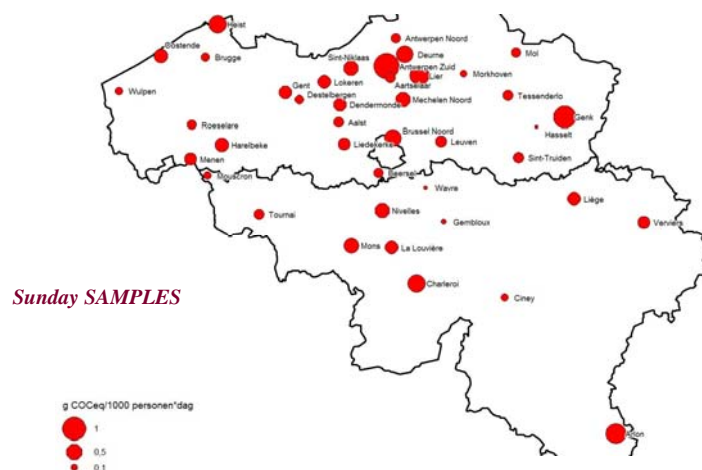 Heist
Antwerpen Noord
Oostende
Brugge
Sint-Niklaas
Deurne
Mol
Antwerpen Zuid
Lier
Morkhoven
Wulpen
Gent
Lokeren
Aartselaar
Destelbergen
Dendermonde
Mechelen Noord
Tessenderlo
Genk
Roeselare
Aalst
Hasselt
Harelbeke
Liedekerke
Brussel Noord
Leuven
Menen
Sint-Truiden
Mouscron
Beersel
Wavre
Liège
Tournai
Nivelles
Gembloux
Verviers
Mons
La Louvière
Sunday SAMPLES
Charleroi
Ciney
g COCeq/1000 personen*dag
1
Arlon
0,5
0,1